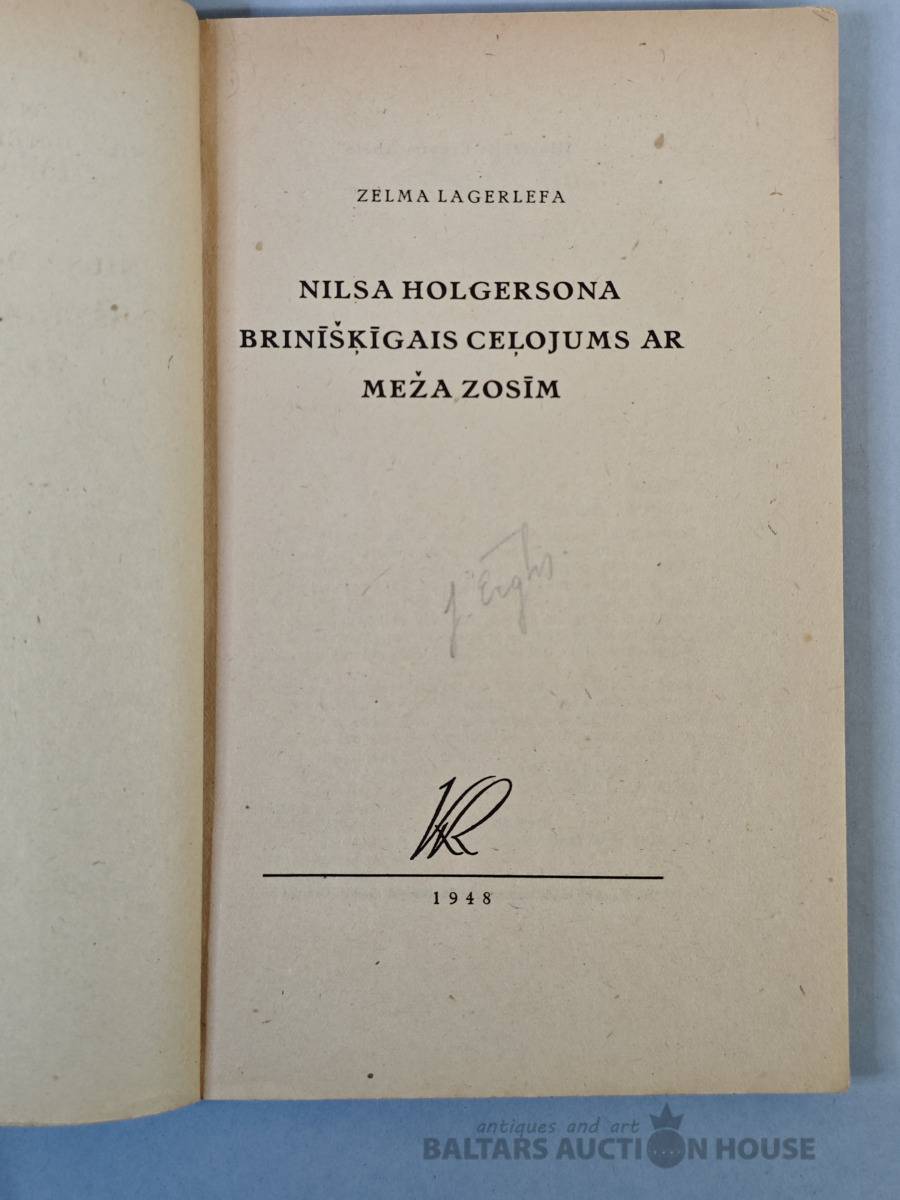 ZELMA LAGERLEFA
NILSA HOLGERSONA
BRINĪŠĶĪGAIS CEĻOJUMS AR
MEŽA ZOSĪM
1948
antiques and art
BALTARS AUCTION HOUSE